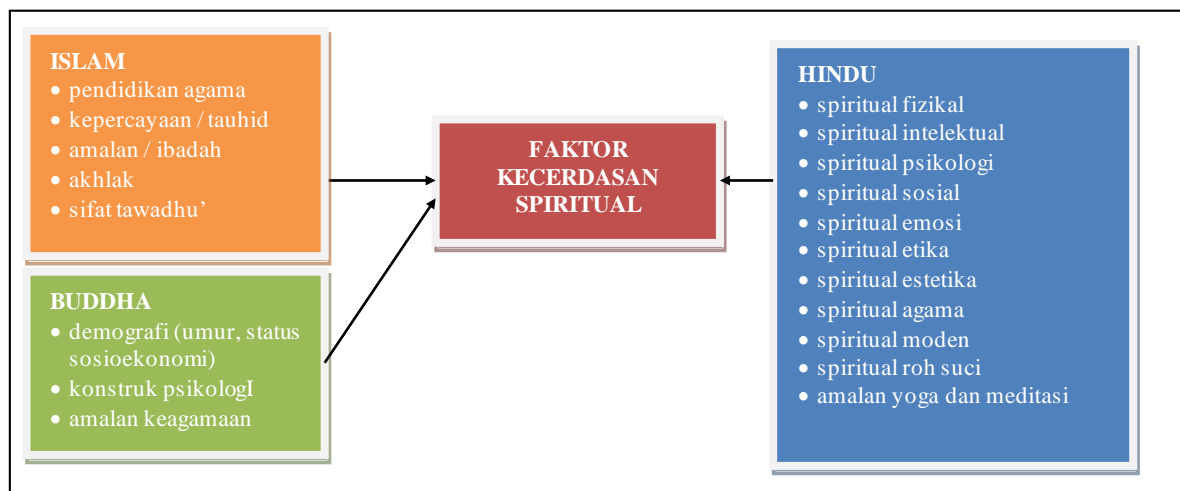 ISLAM
• pendidikan agama
• kepercayaan / tauhid
• amalan / ibadah
• akhlak
• sifat tawadhu’
BUDDHA
• demografi (umur, status
sosioekonomi)
• konstruk psikologI
• amalan keagamaan
FAKTOR
KECERDASAN
SPIRITUAL
HINDU
• spiritual fizikal
• spiritual intelektual
• spiritual psikologi
• spiritual sosial
• spiritual emosi
• spiritual etika
• spiritual estetika
• spiritual agama
• spiritual moden
• spiritual roh suci
• amalan yoga dan meditasi